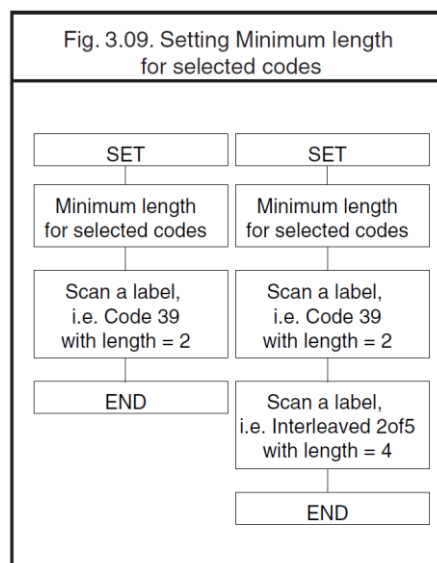 Fig. 3.09. Setting Minimum length
for selected codes
SET
Minimum length
for selected codes
Scan a label,
i.e. Code 39
with length = 2
END
SET
Minimum length
for selected codes
Scan a label,
i.e. Code 39
with length = 2
Scan a label,
i.e. Interleaved 2of5
with length = 4
END